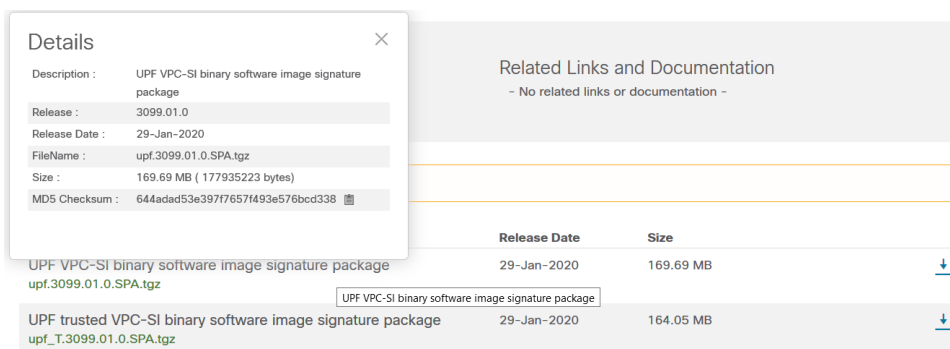 Details
Description : UPF VPC-SI binary software image signature
package
Release : 3099.01.0
Release Date : 29-Jan-2020
FileName : upf.3099.01.0.SPA.tgz
Size : 169.69 MB ( 177935223 bytes)
MD5 Checksum : 644adad53e397f7657f493e576bcd338
Related Links and Documentation
- No related links or documentation -
Release Date Size
UPF VPC-SI binary software image signature package 29-Jan-2020 169.69 MB
upf.3099.01.0.SPA.tgz
UPF VPC-SI binary software image signature package
UPF trusted VPC-SI binary software image signature package 29-Jan-2020 164.05 MB
upf_T.3099.01.0.SPA.tgz